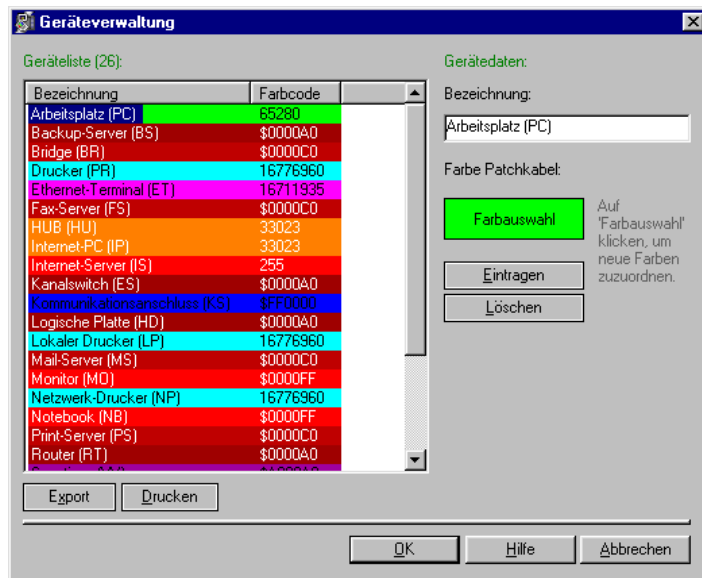 Geräteverwaltung
Geräteliste (26):
Bezeichnung Farbcode
Arbeitsplatz (PC) 65280
Backup-Server (BS) $0000A0
Bridge (BR) $0000C0
Drucker (PR) 16776960
Ethernet-Terminal (ET) 16711935
Fax-Server (FS) $0000C0
HUB (HU) 33023
Internet-PC (IP) 33023
Internet-Server (IS) 255
Kanalswitch (ES) $0000A0
Kommunikationsanschluss (KS) $FF0000
Logische Platte (HD) $0000A0
Lokaler Drucker (LP) 16776960
Mail-Server (MS) $0000C0
Monitor (MO) $0000FF
Netzwerk-Drucker (NP) 16776960
Notebook (NB) $0000FF
Print-Server (PS) $0000C0
Router (RT) $0000A0
Export Drucken
Gerätedaten:
Bezeichnung:
Arbeitsplatz (PC)
Farbe Patchkabel:
Farbauswahl
Auf
'Farbauswahl'
klicken, um
neue Farben
zuzuordnen.
Eintragen
Löschen
OK Hilfe Abbrechen